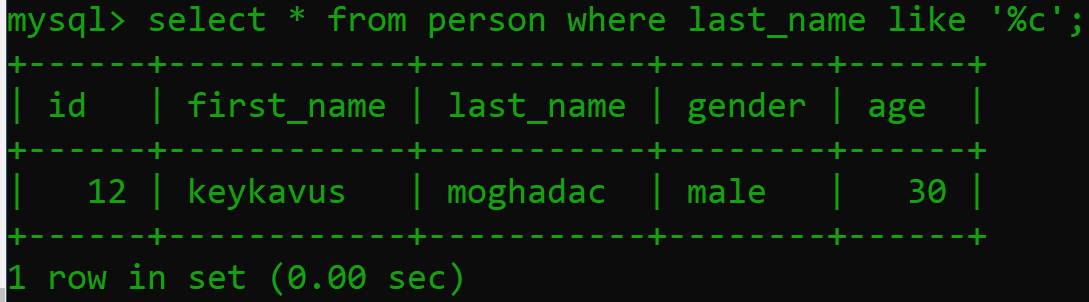 mysql> select * from person where last_name like '%c';
+------+------------+-----------+--------+------+
| id   | first_name | last_name | gender | age  |
+------+------------+-----------+--------+------+
|   12 | keykavus   | moghadac  | male   |   30 |
+------+------------+-----------+--------+------+
1 row in set (0.00 sec)